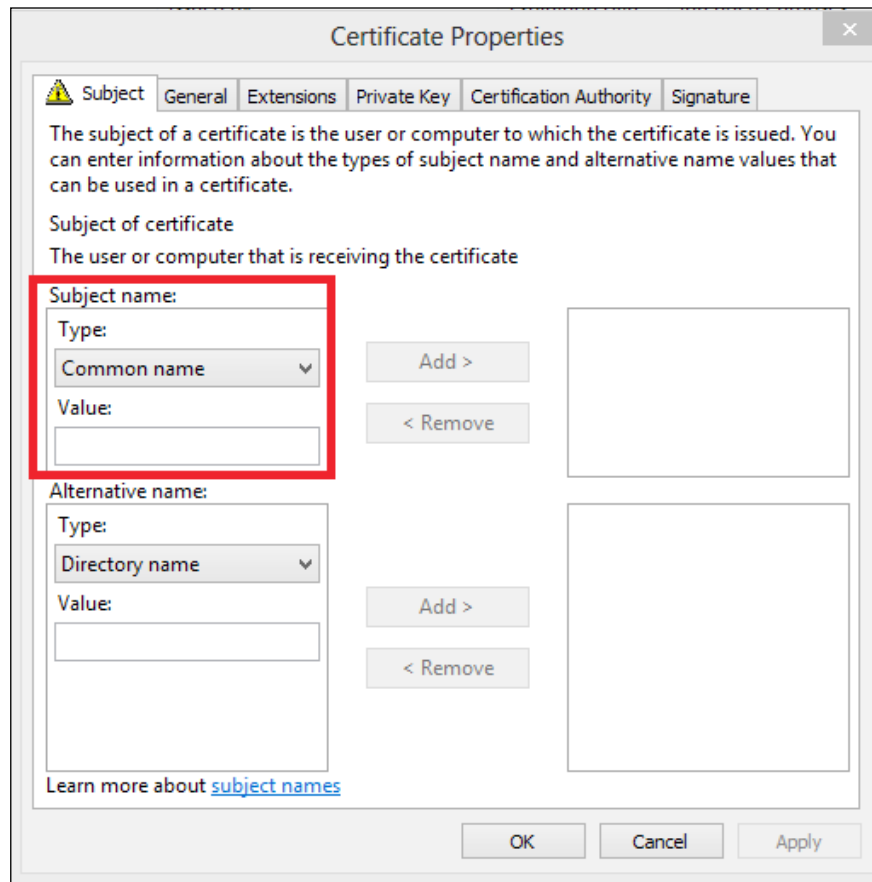 Certificate Properties
Subject General Extensions Private Key Certification Authority Signature
The subject of a certificate is the user or computer to which the certificate is issued. You
can enter information about the types of subject name and alternative name values that
can be used in a certificate.
Subject of certificate
The user or computer that is receiving the certificate
Subject name:
Type:
Common name
Value:
Add >
< Remove
Alternative name:
Type:
Directory name
Value:
Add >
< Remove
Learn more about subject names
OK Cancel Apply